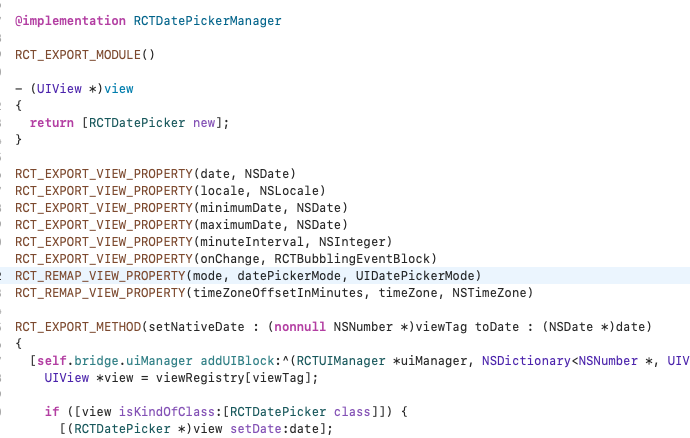 @implementation RCTDatePickerManager
RCT_EXPORT_MODULE()
- (UIView *)view
{
return [RCTDatePicker new];
}
RCT_EXPORT_VIEW_PROPERTY(date, NSDate)
RCT_EXPORT_VIEW_PROPERTY(locale, NSLocale)
RCT_EXPORT_VIEW_PROPERTY(minimumDate, NSDate)
RCT_EXPORT_VIEW_PROPERTY(maximumDate, NSDate)
RCT_EXPORT_VIEW_PROPERTY(minuteInterval, NSInteger)
RCT_EXPORT_VIEW_PROPERTY(onChange, RCTBubblingEventBlock)
RCT_REMAP_VIEW_PROPERTY(mode, datePickerMode, UIDatePickerMode)
RCT_REMAP_VIEW_PROPERTY(timeZoneOffsetInMinutes, timeZone, NSTimeZone)
RCT_EXPORT_METHOD(setNativeDate : (nonnull NSNumber *)viewTag toDate : (NSDate *)date)
{
[self.bridge.uiManager addUIBlock:^(RCTUIManager *uiManager, NSDictionary<NSNumber *, UIV
UIView *view = viewRegistry[viewTag];
if ([view isKindOfClass:[RCTDatePicker class]]) {
[(RCTDatePicker *)view setDate:date];